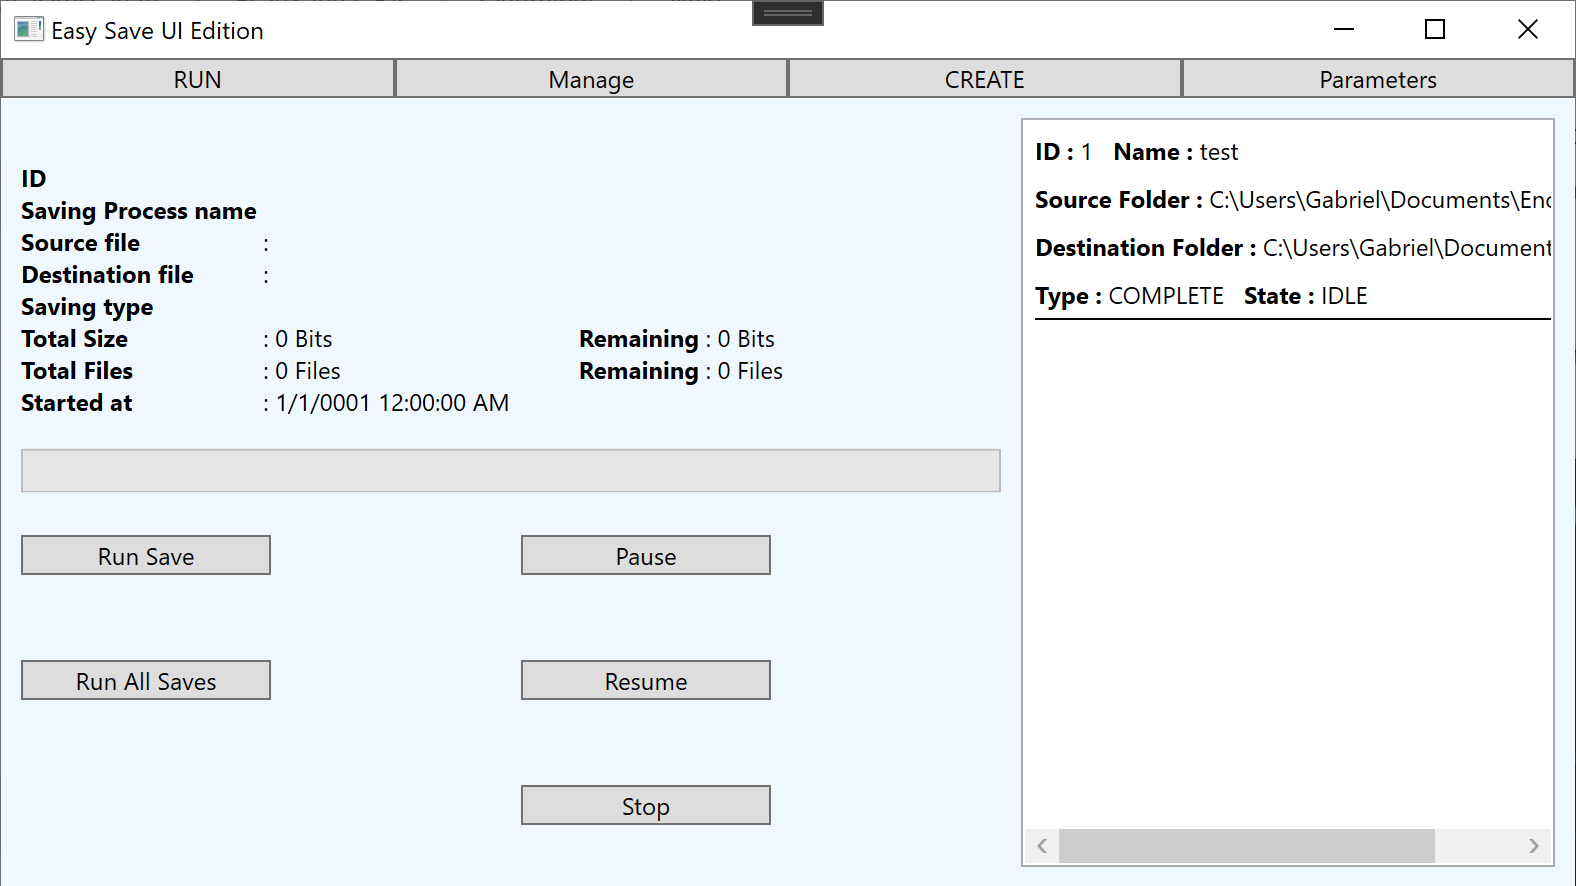 Easy Save UI Edition
RUN Manage CREATE Parameters
ID
Saving Process name
Source file :
Destination file :
Saving type
Total Size : 0 Bits Remaining : 0 Bits
Total Files : 0 Files Remaining : 0 Files
Started at : 1/1/0001 12:00:00 AM
Run Save Pause
Run All Saves Resume
Stop
ID : 1 Name : test
Source Folder : C:\Users\Gabriel\Documents\Enc
Destination Folder : C:\Users\Gabriel\Document
Type : COMPLETE State : IDLE